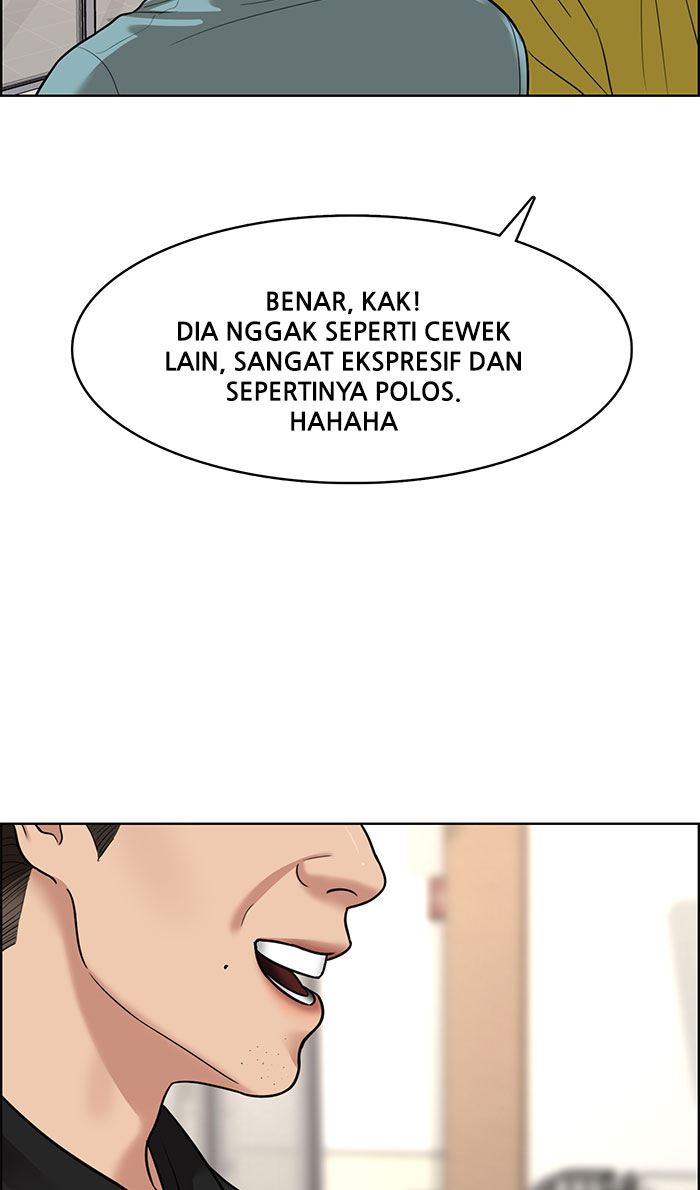 BENAR, KAK!
DIA NGGAK SEPERTI CEWEK
LAIN, SANGAT EKSPRESIF DAN
SEPERTINYA POLOS.
HAHAHA